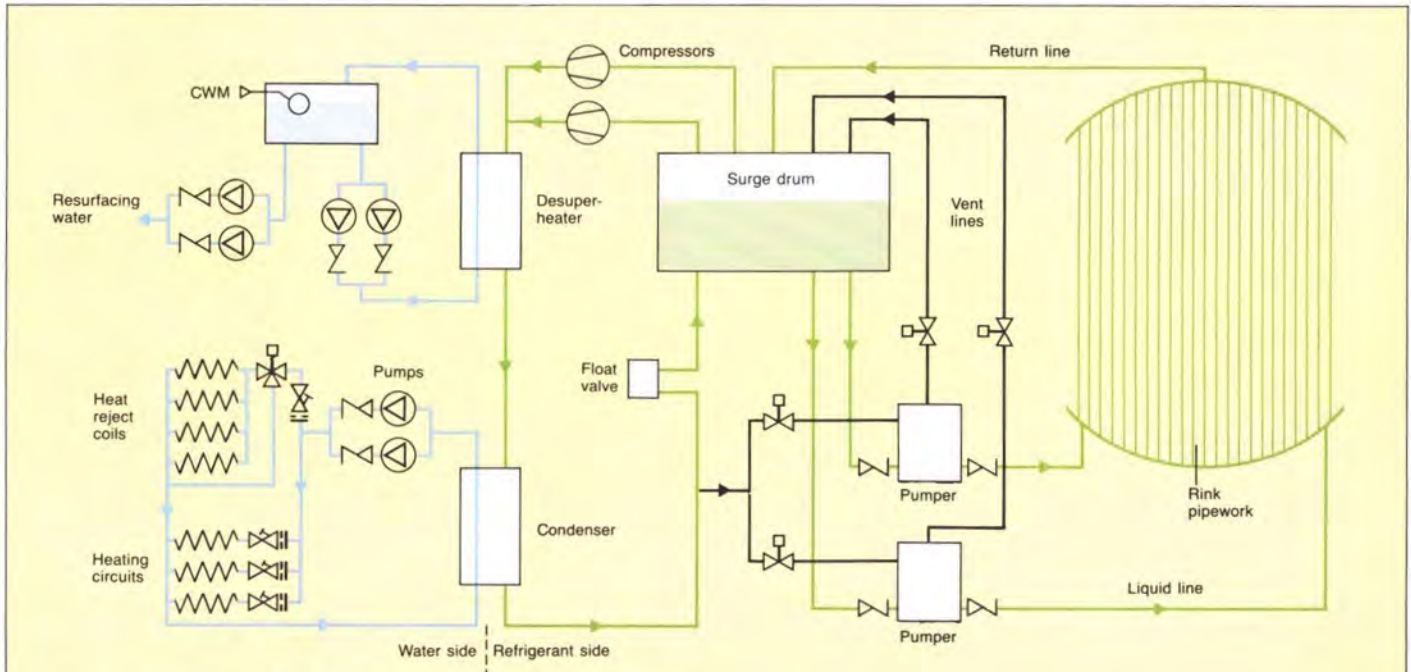 Compressors
Return line
CWM
Surge drum
Resurfacing
water
Desuper-
heater
Vent
lines
Pumps
Float
valve
Heat
reject
coils
Pumper
Rink
pipework
Condenser
Heating
circuits
Liquid line
Pumper
Water side
Refrigerant side